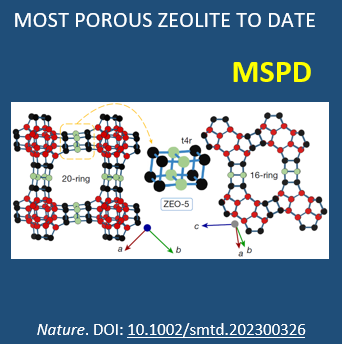 MOST POROUS ZEOLITE TO DATE
MSPD
t4r
20-ring
16-ring
ZEO-5
a
b
c
a
b
Nature. DOI: 10.1002/smtd.202300326